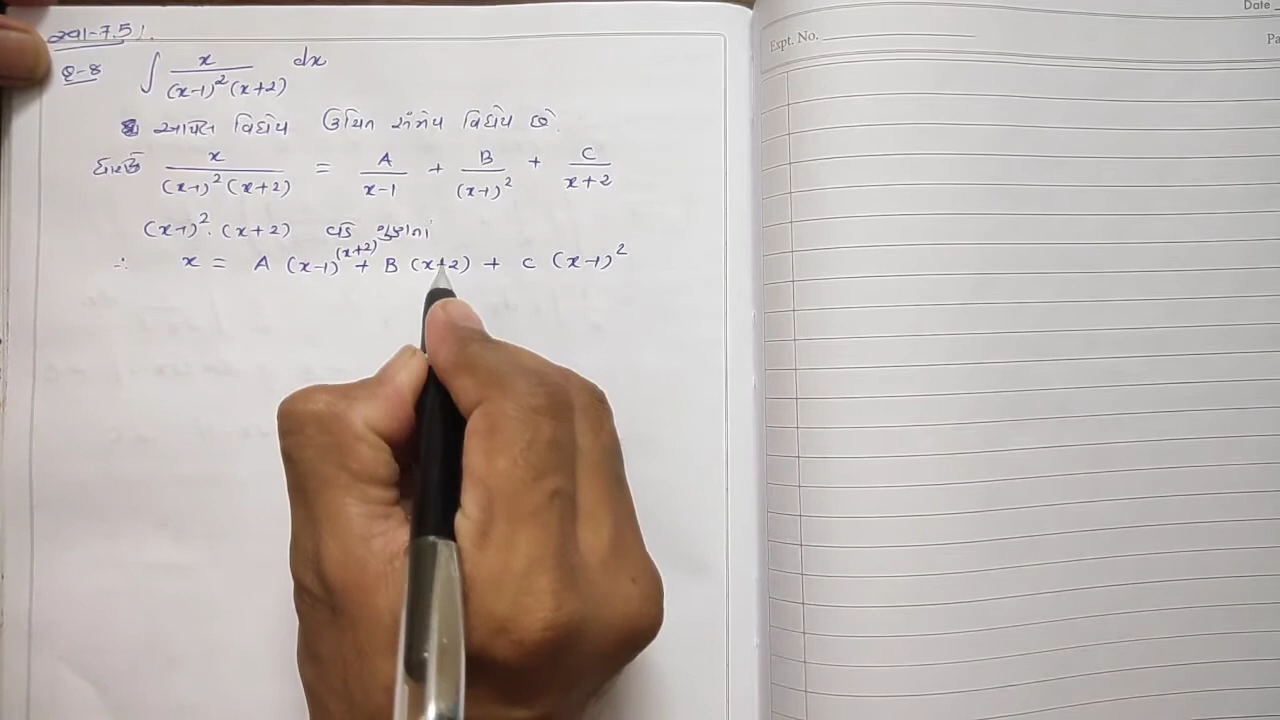 સ્વા-7.5/.
Q-8 ∫ x/((x-1)²(x+2)) dx
આપેલ વિધેય ઉચિત સંમેય વિધેય છે.
ધારોકે x/((x-1)²(x+2)) = A/(x-1) + B/(x-1)² + C/(x+2)
(x-1)².(x+2) વડે ગુણતાં
∴ x = A (x-1)(x+2) + B (x+2) + C (x-1)²
Date
Expt. No.
Pa